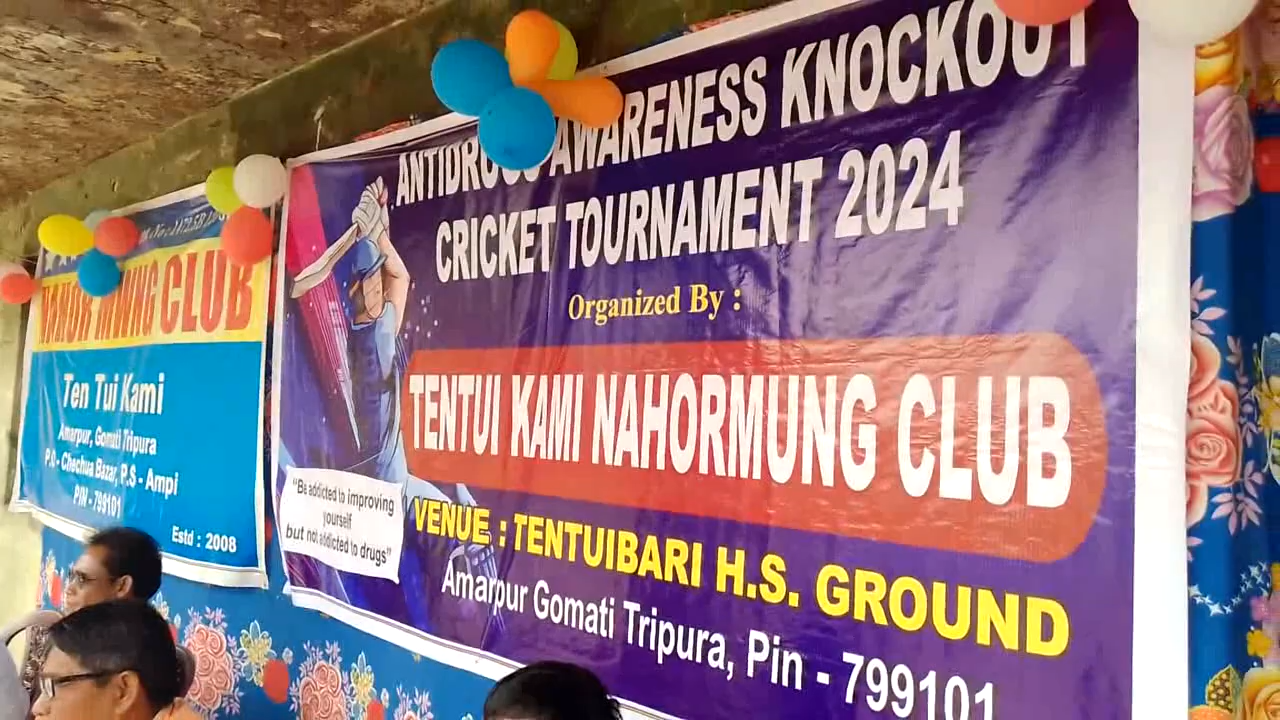 CLUB
Ten Tui Kami
Amarpur, Gomati Tripura
P.O - Chechua Bazar, P.S - Ampi
PIN - 799101
Estd : 2008
AWARENESS KNOCKOUT
CRICKET TOURNAMENT 2024
Organized By :
TENTUI KAMI NAHORMUNG CLUB
"Be addicted to improving
yourself
but not addicted to drugs"
VENUE : TENTUIBARI H.S. GROUND
Amarpur Gomati Tripura, Pin - 799101